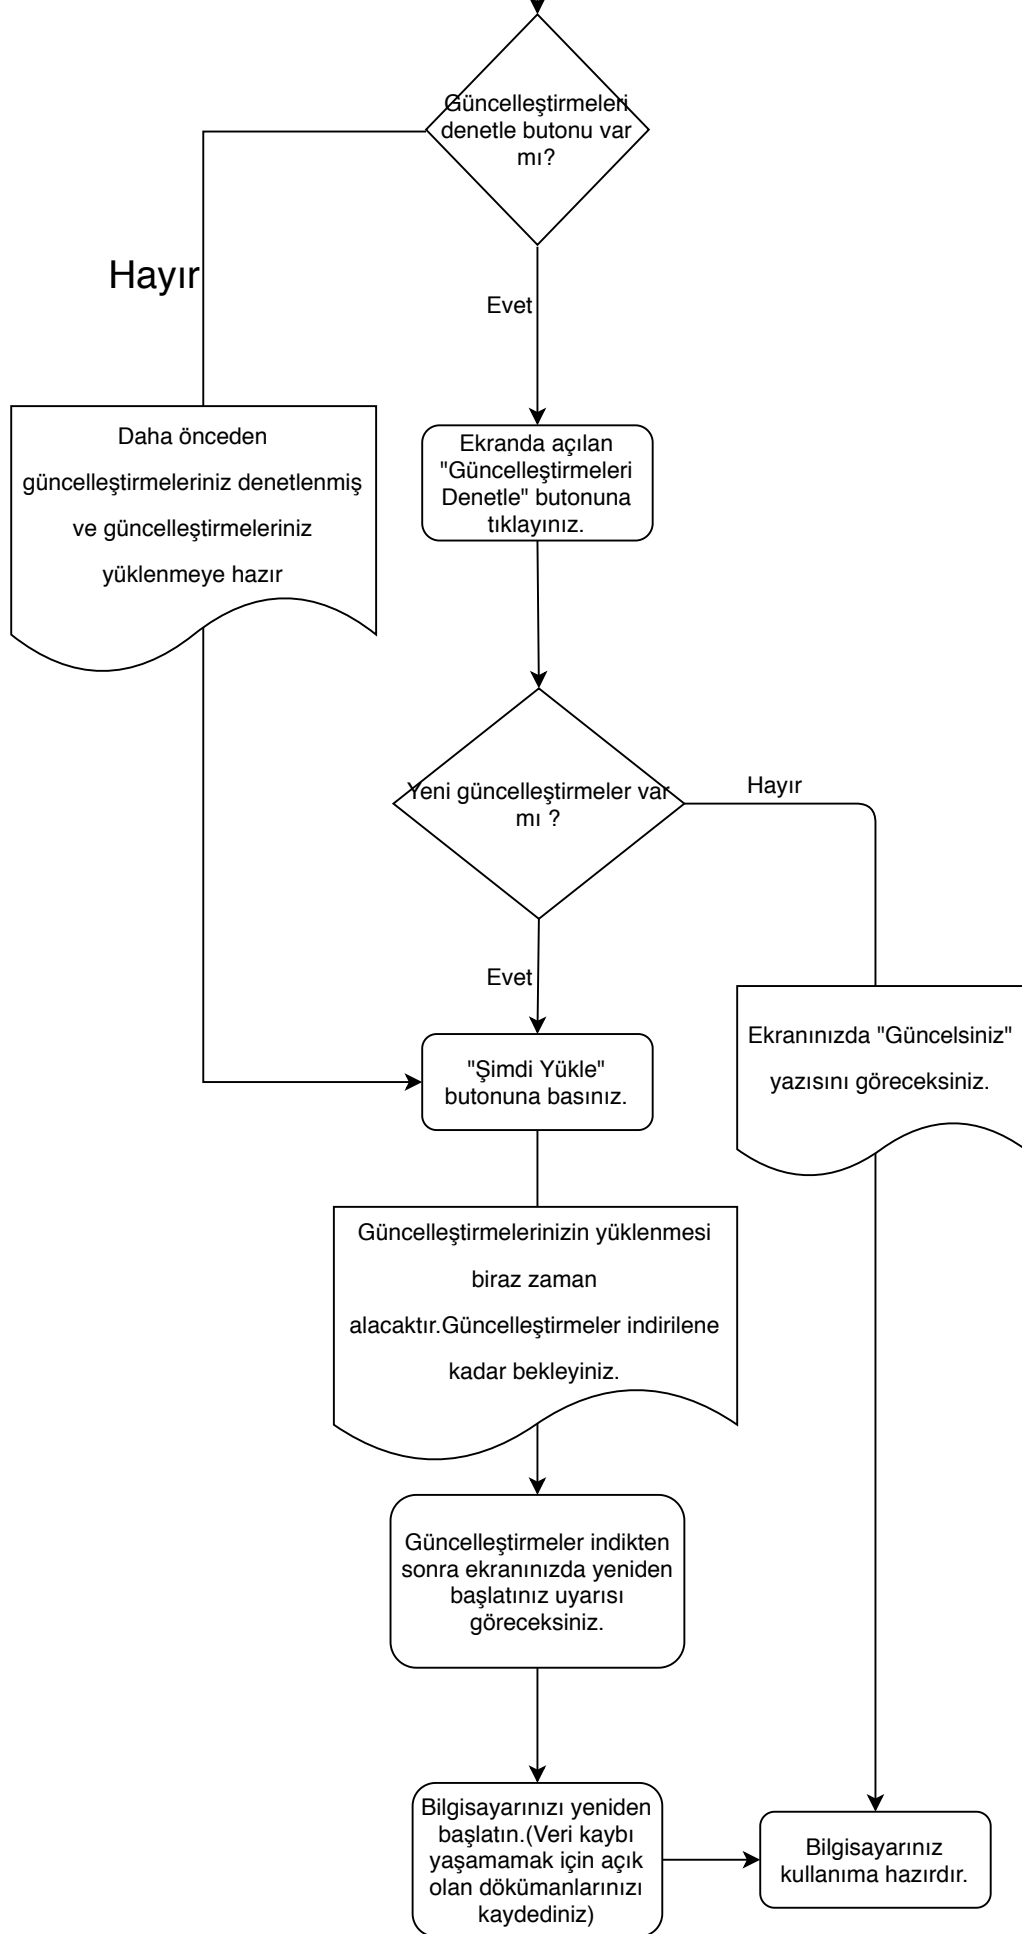 Güncelleştirmeleri
denetle butonu var
mı?
Hayır
Evet
Daha önceden
güncelleştirmeleriniz denetlenmiş
ve güncelleştirmeleriniz
yüklenmeye hazır
Ekranda açılan
"Güncelleştirmeleri
Denetle" butonuna
tıklayınız.
Yeni güncelleştirmeler var
mı ?
Hayır
Evet
"Şimdi Yükle"
butonuna basınız.
Ekranınızda "Güncelsiniz"
yazısını göreceksiniz.
Güncelleştirmelerinizin yüklenmesi
biraz zaman
alacaktır.Güncelleştirmeler indirilene
kadar bekleyiniz.
Güncelleştirmeler indikten
sonra ekranınızda yeniden
başlatınız uyarısı
göreceksiniz.
Bilgisayarınızı yeniden
başlatın.(Veri kaybı
yaşamamak için açık
olan dökümanlarınızı
kaydediniz)
Bilgisayarınız
kullanıma hazırdır.